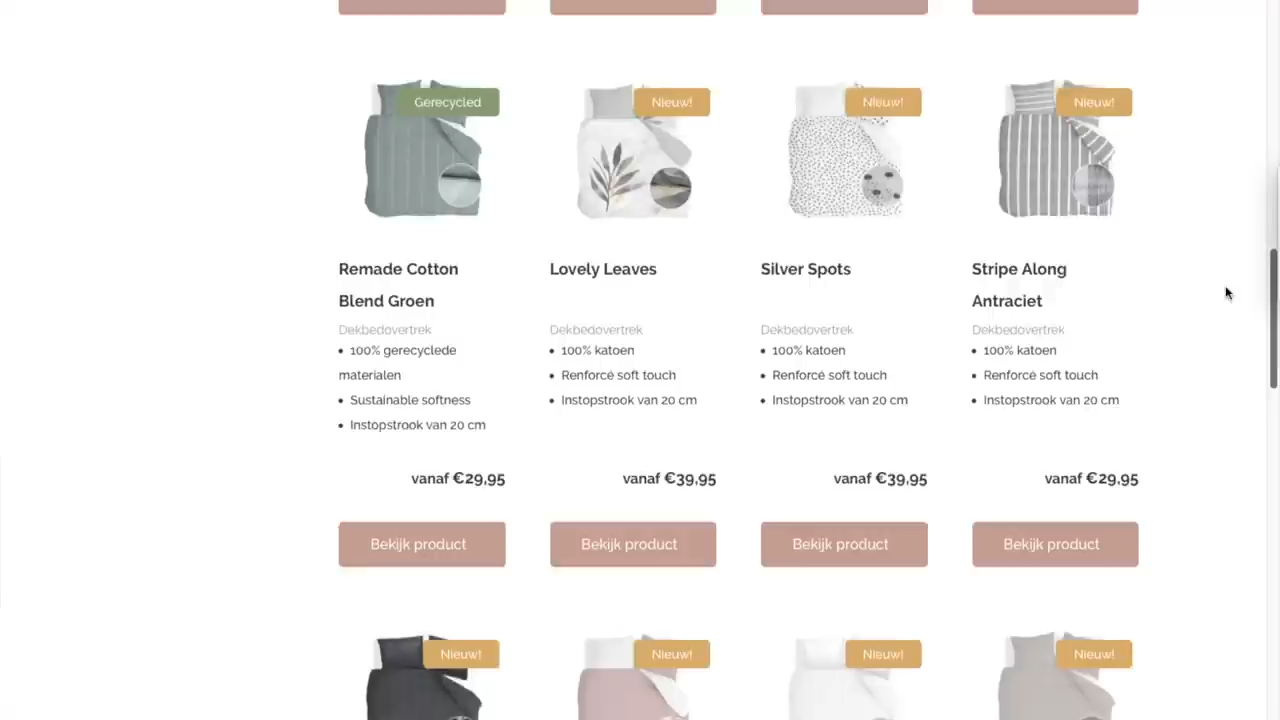 Gerecycled
Nieuw!
Nieuw!
Nieuw!
Remade Cotton
Blend Groen
Dekbedovertrek
• 100% gerecyclede
materialen
• Sustainable softness
• Instopstrook van 20 cm
vanaf €29,95
Bekijk product
Lovely Leaves
Dekbedovertrek
• 100% katoen
• Renforcé soft touch
• Instopstrook van 20 cm
vanaf €39,95
Bekijk product
Silver Spots
Dekbedovertrek
• 100% katoen
• Renforcé soft touch
• Instopstrook van 20 cm
vanaf €39,95
Bekijk product
Stripe Along
Antraciet
Dekbedovertrek
• 100% katoen
• Renforcé soft touch
• Instopstrook van 20 cm
vanaf €29,95
Bekijk product
Nieuw!
Nieuw!
Nieuw!
Nieuw!